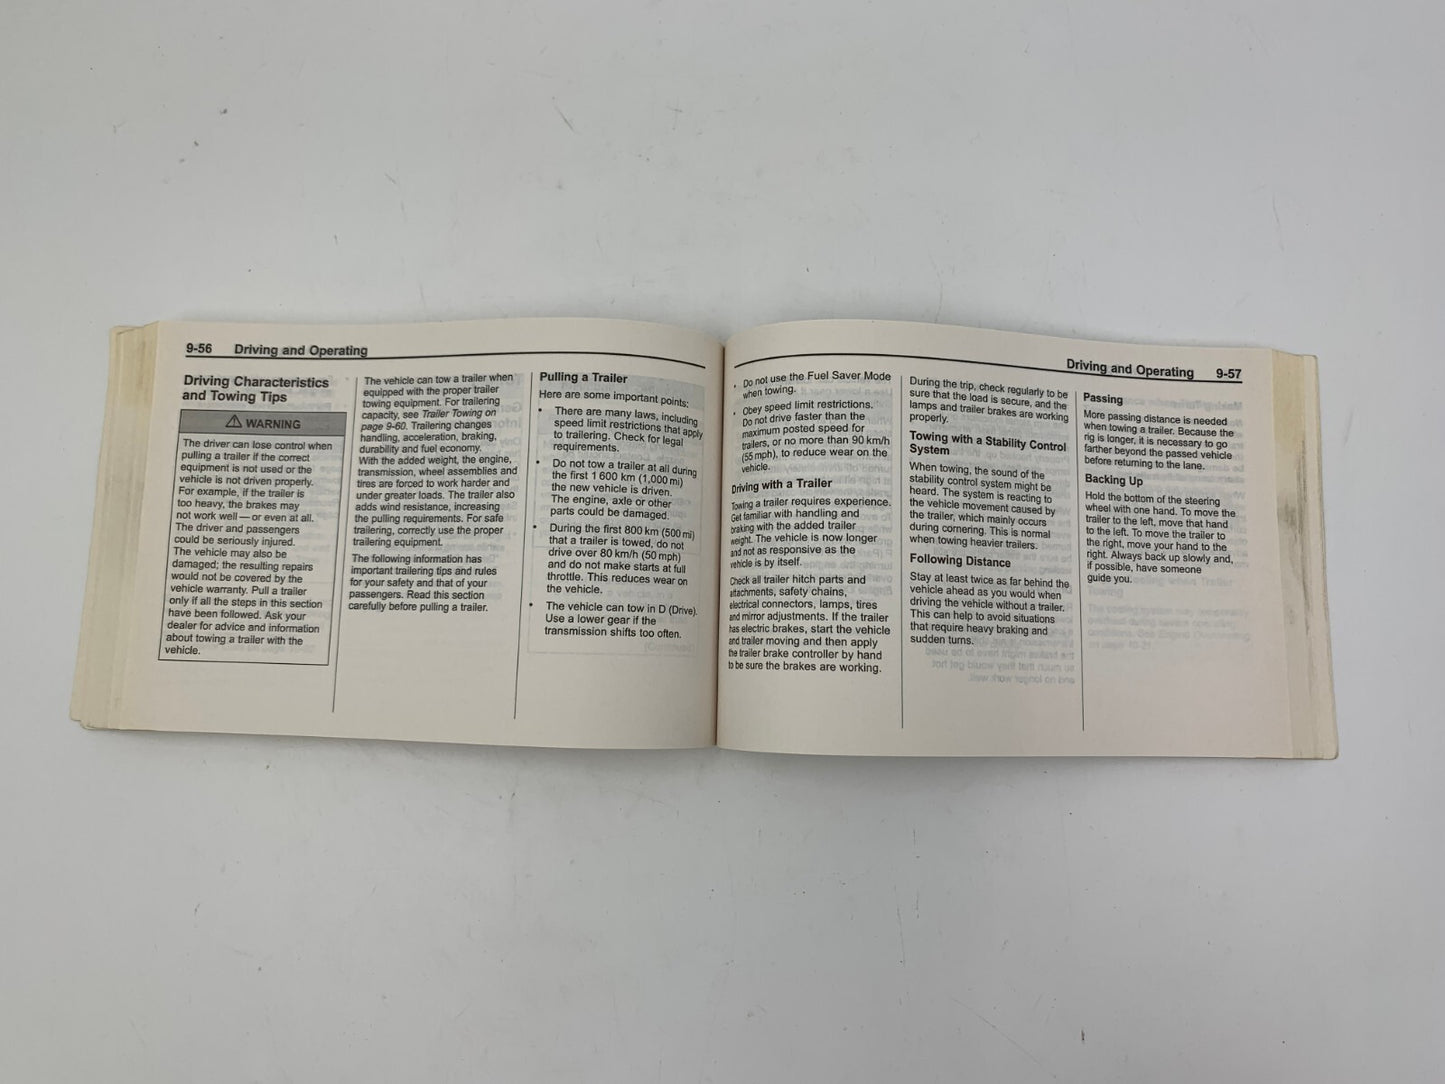 9-56 Driving and Operating
Driving Characteristics
and Towing Tips
WARNING
The driver can lose control when
pulling a trailer if the correct
equipment is not used or the
vehicle is not driven properly.
For example, if the trailer is
too heavy, the brakes may
not work well — or even at all.
The driver and passengers
could be seriously injured.
The vehicle may also be
damaged; the resulting repairs
would not be covered by the
vehicle warranty. Pull a trailer
only if all the steps in this section
have been followed. Ask your
dealer for advice and information
about towing a trailer with the
vehicle.
The vehicle can tow a trailer when
equipped with the proper trailer
towing equipment. For trailering
capacity, see Trailer Towing on
page 9-60. Trailering changes
handling, acceleration, braking,
durability and fuel economy.
With the added weight, the engine,
transmission, wheel assemblies and
tires are forced to work harder and
under greater loads. The trailer also
adds wind resistance, increasing
the pulling requirements. For safe
trailering, correctly use the proper
trailering equipment.
The following information has
important trailering tips and rules
for your safety and that of your
passengers. Read this section
carefully before pulling a trailer.
Pulling a Trailer
Here are some important points:
• There are many laws, including
speed limit restrictions that apply
to trailering. Check for legal
requirements.
• Do not tow a trailer at all during
the first 1 600 km (1,000 mi)
the new vehicle is driven.
The engine, axle or other
parts could be damaged.
• During the first 800 km (500 mi)
that a trailer is towed, do not
drive over 80 km/h (50 mph)
and do not make starts at full
throttle. This reduces wear on
the vehicle.
• The vehicle can tow in D (Drive).
Use a lower gear if the
transmission shifts too often.
Driving and Operating 9-57
• Do not use the Fuel Saver Mode
when towing.
• Obey speed limit restrictions.
Do not drive faster than the
maximum posted speed for
trailers, or no more than 90 km/h
(55 mph), to reduce wear on the
vehicle.
Driving with a Trailer
Towing a trailer requires experience.
Get familiar with handling and
braking with the added trailer
weight. The vehicle is now longer
and not as responsive as the
vehicle is by itself.
Check all trailer hitch parts and
attachments, safety chains,
electrical connectors, lamps, tires
and mirror adjustments. If the trailer
has electric brakes, start the vehicle
and trailer moving and then apply
the trailer brake controller by hand
to be sure the brakes are working.
During the trip, check regularly to be
sure that the load is secure, and the
lamps and trailer brakes are working
properly.
Towing with a Stability Control
System
When towing, the sound of the
stability control system might be
heard. The system is reacting to
the vehicle movement caused by
the trailer, which mainly occurs
during cornering. This is normal
when towing heavier trailers.
Following Distance
Stay at least twice as far behind the
vehicle ahead as you would when
driving the vehicle without a trailer.
This can help to avoid situations
that require heavy braking and
sudden turns.
Passing
More passing distance is needed
when towing a trailer. Because the
rig is longer, it is necessary to go
farther beyond the passed vehicle
before returning to the lane.
Backing Up
Hold the bottom of the steering
wheel with one hand. To move the
trailer to the left, move that hand
to the left. To move the trailer to
the right, move your hand to the
right. Always back up slowly and,
if possible, have someone
guide you.